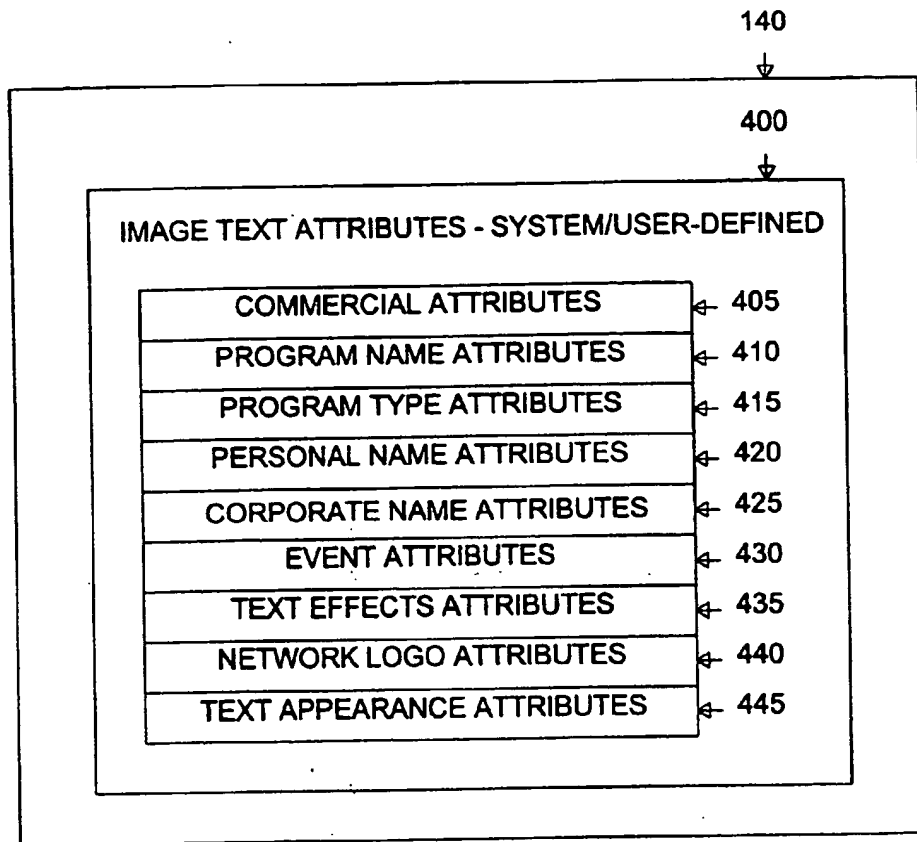 140
400
IMAGE TEXT ATTRIBUTES - SYSTEM/USER-DEFINED
COMMERCIAL ATTRIBUTES 405
PROGRAM NAME ATTRIBUTES 410
PROGRAM TYPE ATTRIBUTES 415
PERSONAL NAME ATTRIBUTES 420
CORPORATE NAME ATTRIBUTES 425
EVENT ATTRIBUTES 430
TEXT EFFECTS ATTRIBUTES 435
NETWORK LOGO ATTRIBUTES 440
TEXT APPEARANCE ATTRIBUTES 445